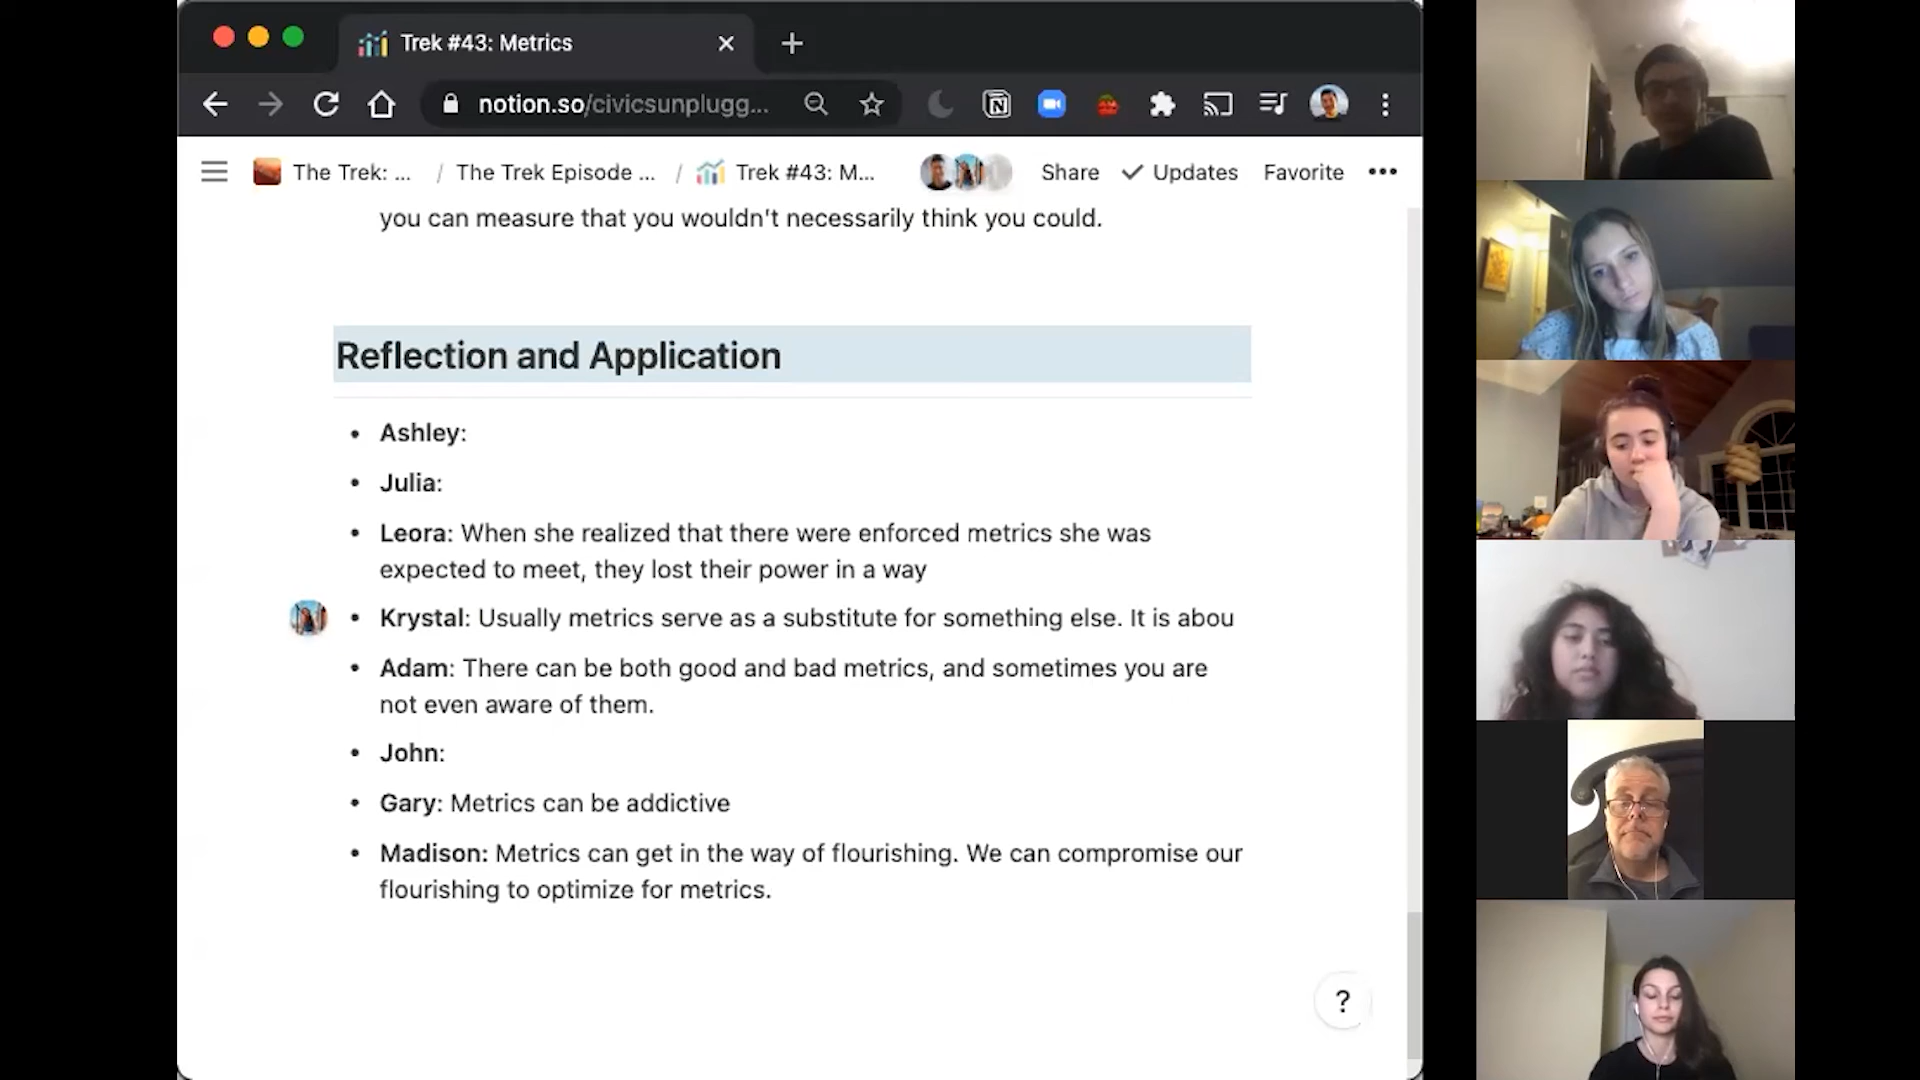 Trek #43: Metrics
notion.so/civicsunplugg...
The Trek: ... / The Trek Episode ... / Trek #43: M... Share Updates Favorite
you can measure that you wouldn't necessarily think you could.
Reflection and Application
• Ashley:
• Julia:
• Leora: When she realized that there were enforced metrics she was
expected to meet, they lost their power in a way
• Krystal: Usually metrics serve as a substitute for something else. It is abou
• Adam: There can be both good and bad metrics, and sometimes you are
not even aware of them.
• John:
• Gary: Metrics can be addictive
• Madison: Metrics can get in the way of flourishing. We can compromise our
flourishing to optimize for metrics.
?